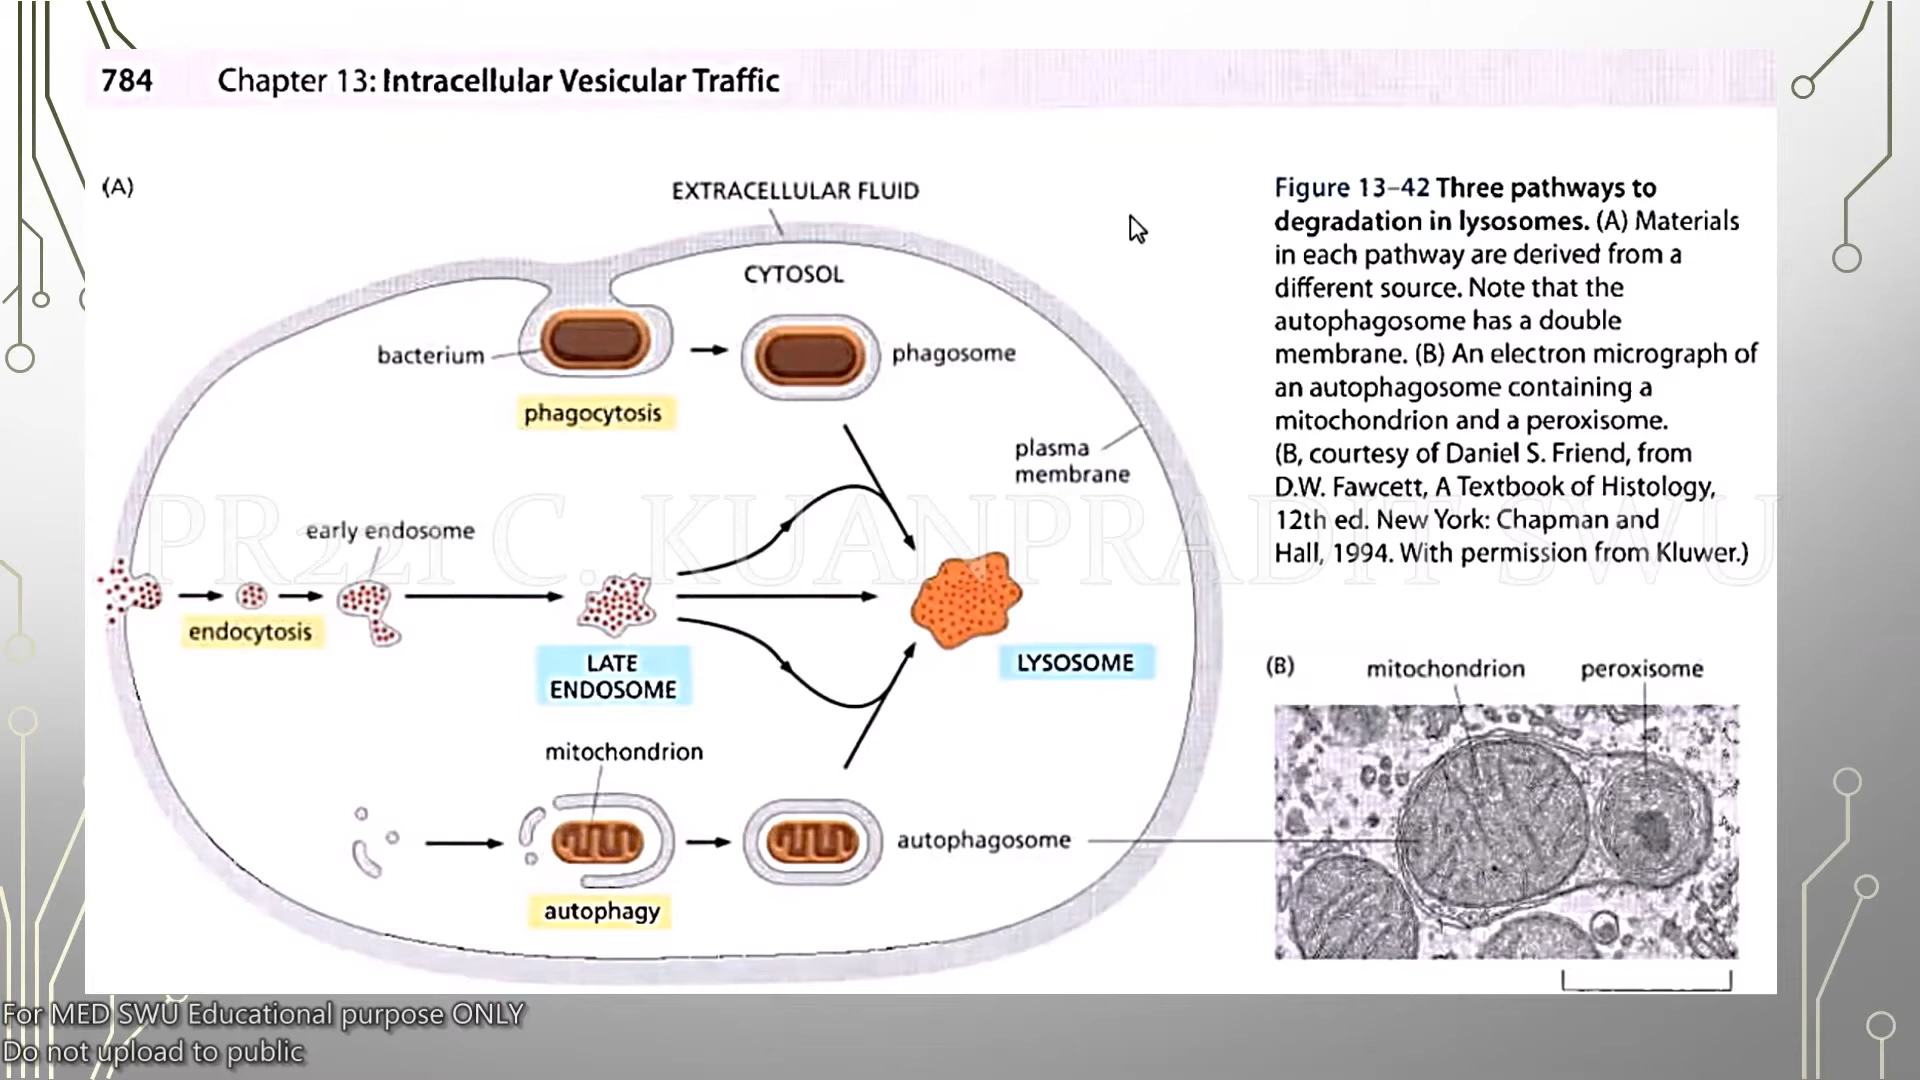 784 Chapter 13: Intracellular Vesicular Traffic
(A)
EXTRACELLULAR FLUID
CYTOSOL
bacterium
phagosome
phagocytosis
plasma
membrane
early endosome
endocytosis
LATE
ENDOSOME
LYSOSOME
mitochondrion
autophagosome
autophagy
Figure 13–42 Three pathways to
degradation in lysosomes. (A) Materials
in each pathway are derived from a
different source. Note that the
autophagosome has a double
membrane. (B) An electron micrograph of
an autophagosome containing a
mitochondrion and a peroxisome.
(B, courtesy of Daniel S. Friend, from
D.W. Fawcett, A Textbook of Histology,
12th ed. New York: Chapman and
Hall, 1994. With permission from Kluwer.)
(B)
mitochondrion
peroxisome
PR221 C. KUANPRADIT SWU
For MED SWU Educational purpose ONLY
Do not upload to public